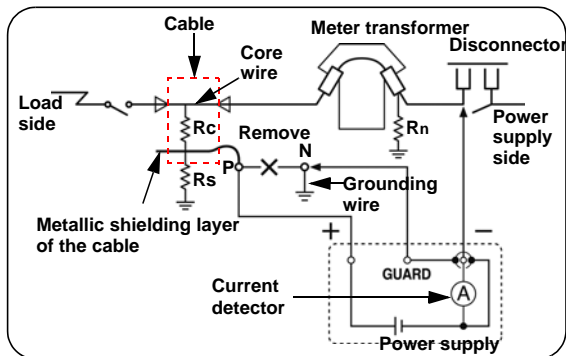 Cable
Meter transformer
Disconnector
Core
wire
Load
side
Rc
Remove
N
Rn
Power
supply
side
P
Rs
Grounding
wire
Metallic shielding layer
of the cable
+
−
GUARD
Current
detector
A
Power supply